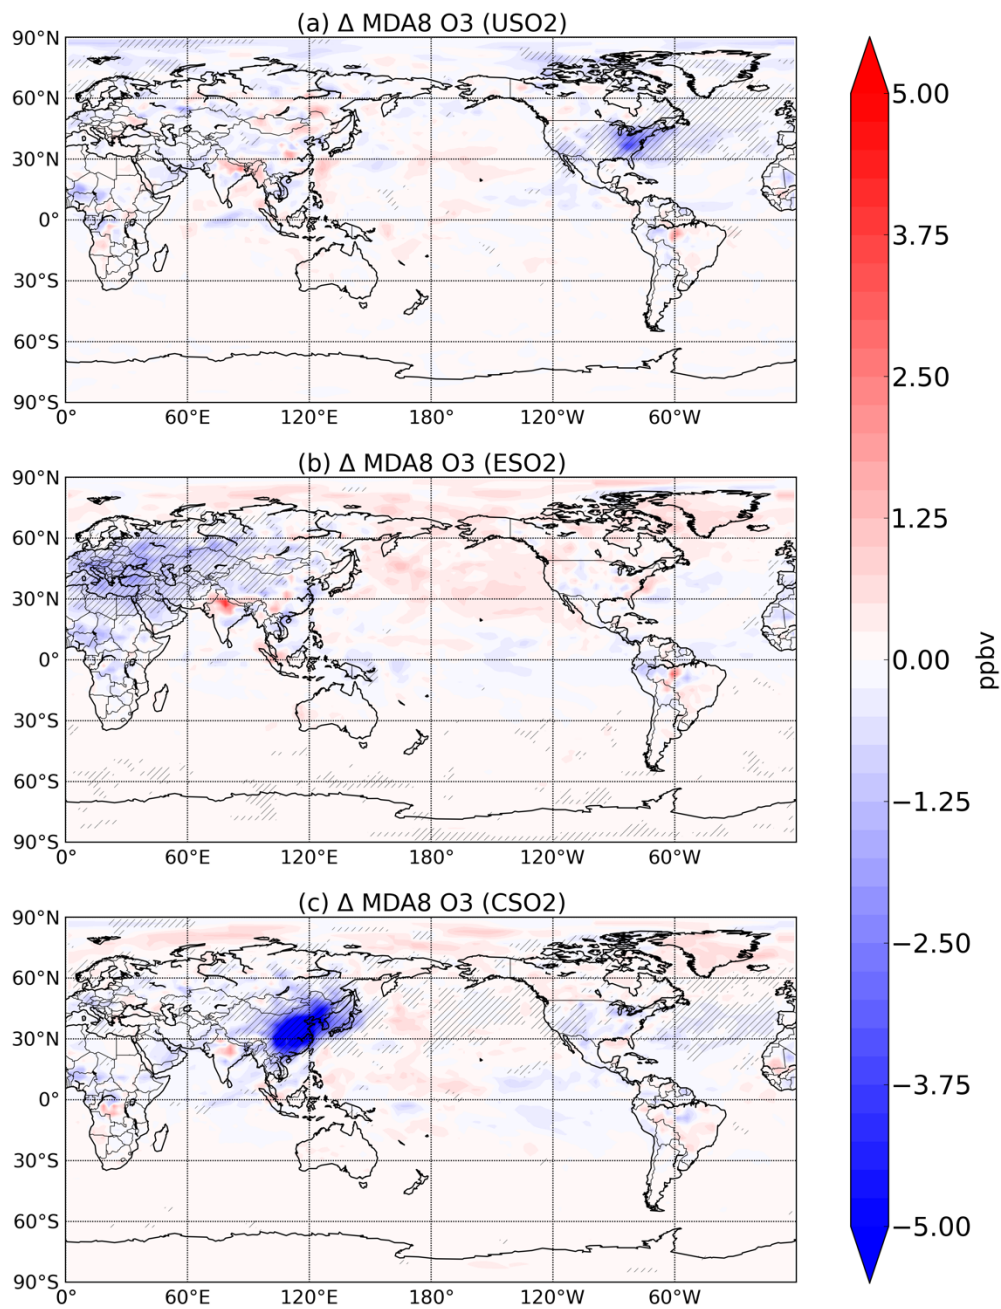 (a) Δ MDA8 O3 (USO2)
90°N
60°N
30°N
0°
30°S
60°S
90°S
0° 60°E 120°E 180° 120°W 60°W
(b) Δ MDA8 O3 (ESO2)
90°N
60°N
30°N
0°
30°S
60°S
90°S
0° 60°E 120°E 180° 120°W 60°W
(c) Δ MDA8 O3 (CSO2)
90°N
60°N
30°N
0°
30°S
60°S
90°S
0° 60°E 120°E 180° 120°W 60°W
5.00
3.75
2.50
1.25
0.00
−1.25
−2.50
−3.75
−5.00
ppbv